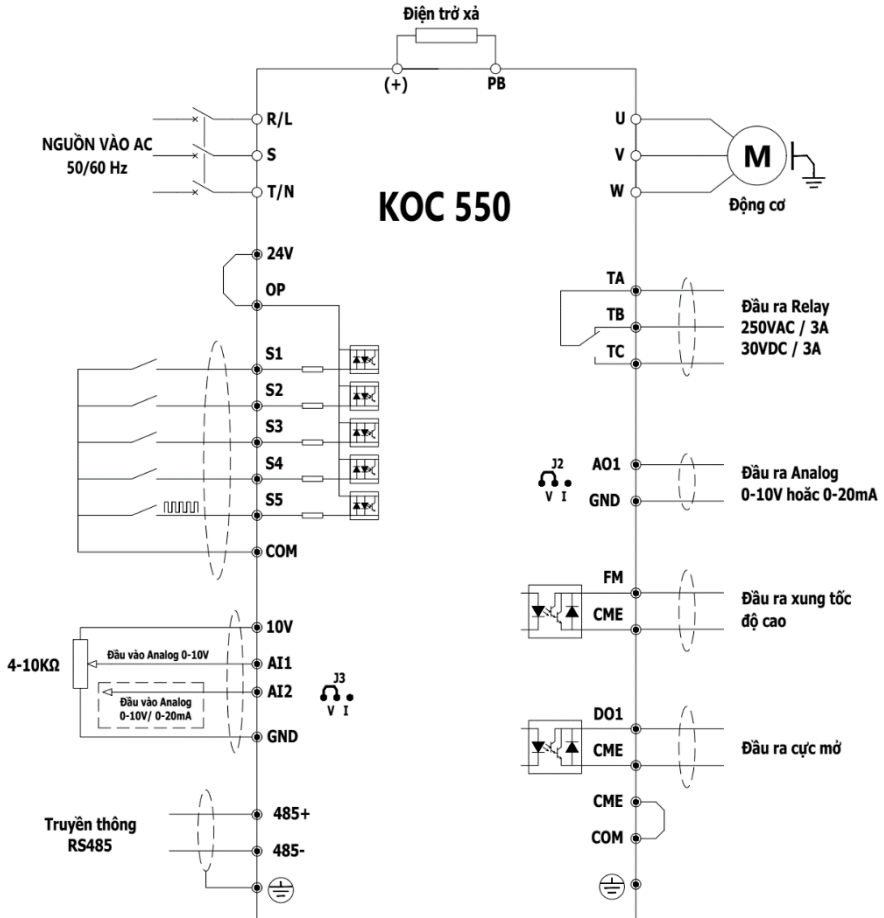 Điện trở xả
(+)
PB
NGUỒN VÀO AC
50/60 Hz
R/L
S
T/N
KOC 550
U
V
W
M
Động cơ
24V
OP
S1
S2
S3
S4
S5
COM
TA
TB
TC
Đầu ra Relay
250VAC / 3A
30VDC / 3A
J2
V I
AO1
GND
Đầu ra Analog
0-10V hoăc 0-20mA
FM
CME
Đầu ra xung tốc
độ cao
4-10KΩ
10V
Đầu vào Analog 0-10V
AI1
AI2
Đầu vào Analog
0-10V/ 0-20mA
GND
J3
V I
DO1
CME
Đầu ra cực mở
CME
COM
Truyền thông
RS485
485+
485-